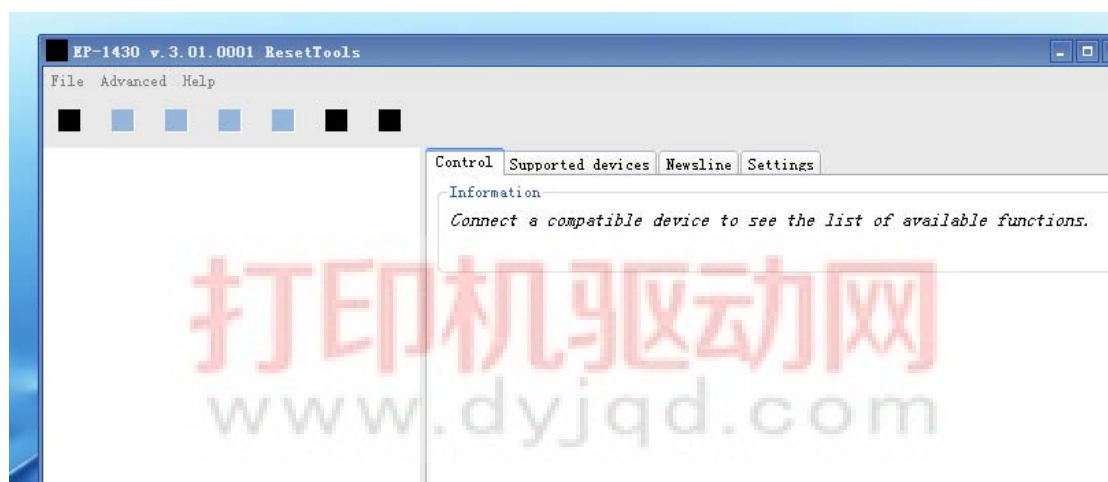 EP-1430 v.3.01.0001 ResetTools
File Advanced Help
Control Supported devices Newsline Settings
Information
Connect a compatible device to see the list of available functions.
打印机驱动网
www.dyjqd.com